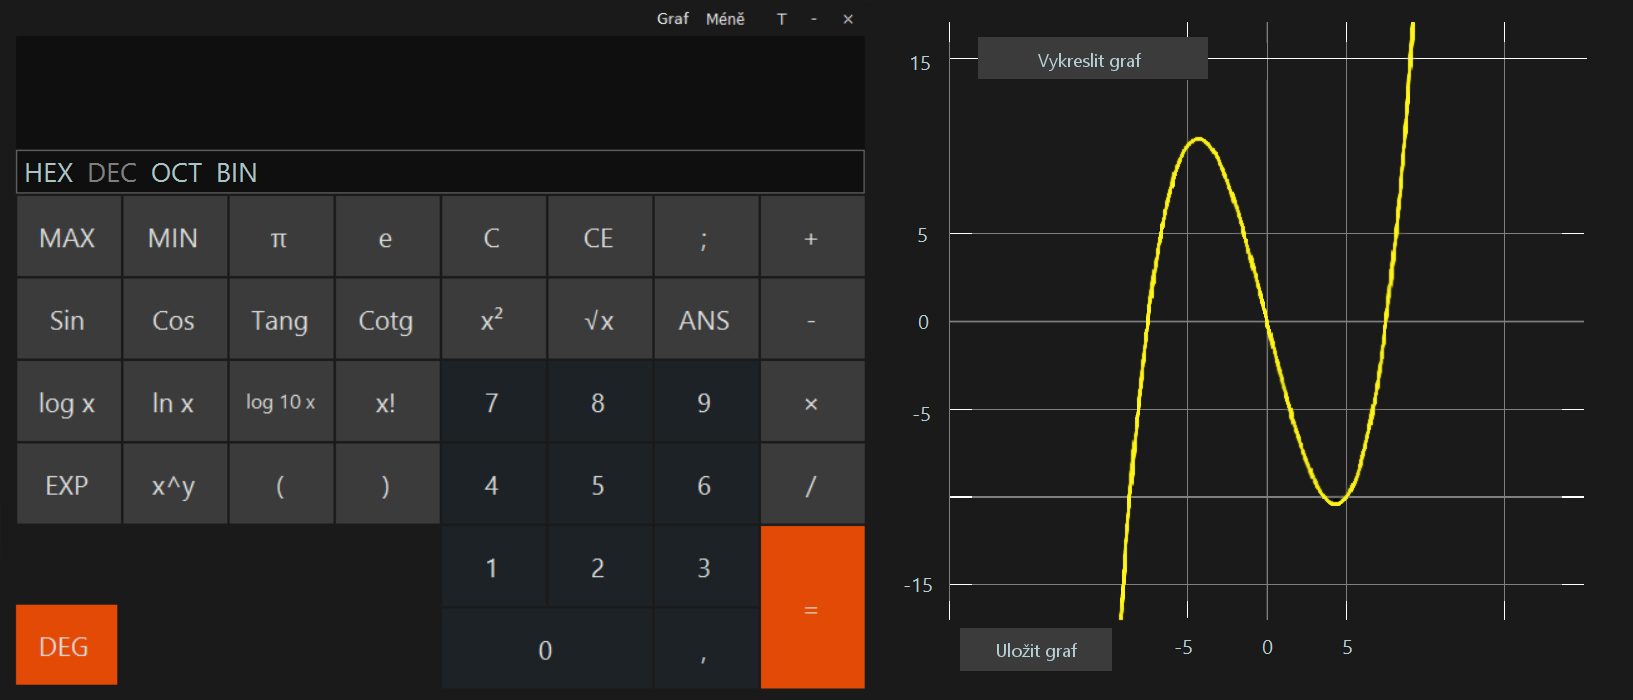 Graf Méně T - ×
HEX DEC OCT BIN
MAX MIN π e C CE ; +
Sin Cos Tang Cotg x² √x ANS -
log x ln x log 10 x x! 7 8 9 ×
EXP x^y ( ) 4 5 6 /
1 2 3 =
DEG 0 ,
Vykreslit graf
15
5
0
-5
-15
-5 0 5
Uložit graf